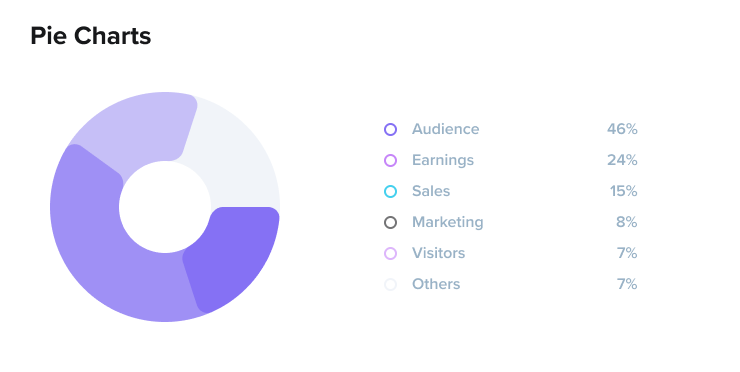 Pie Charts
Audience 46%
Earnings 24%
Sales 15%
Marketing 8%
Visitors 7%
Others 7%